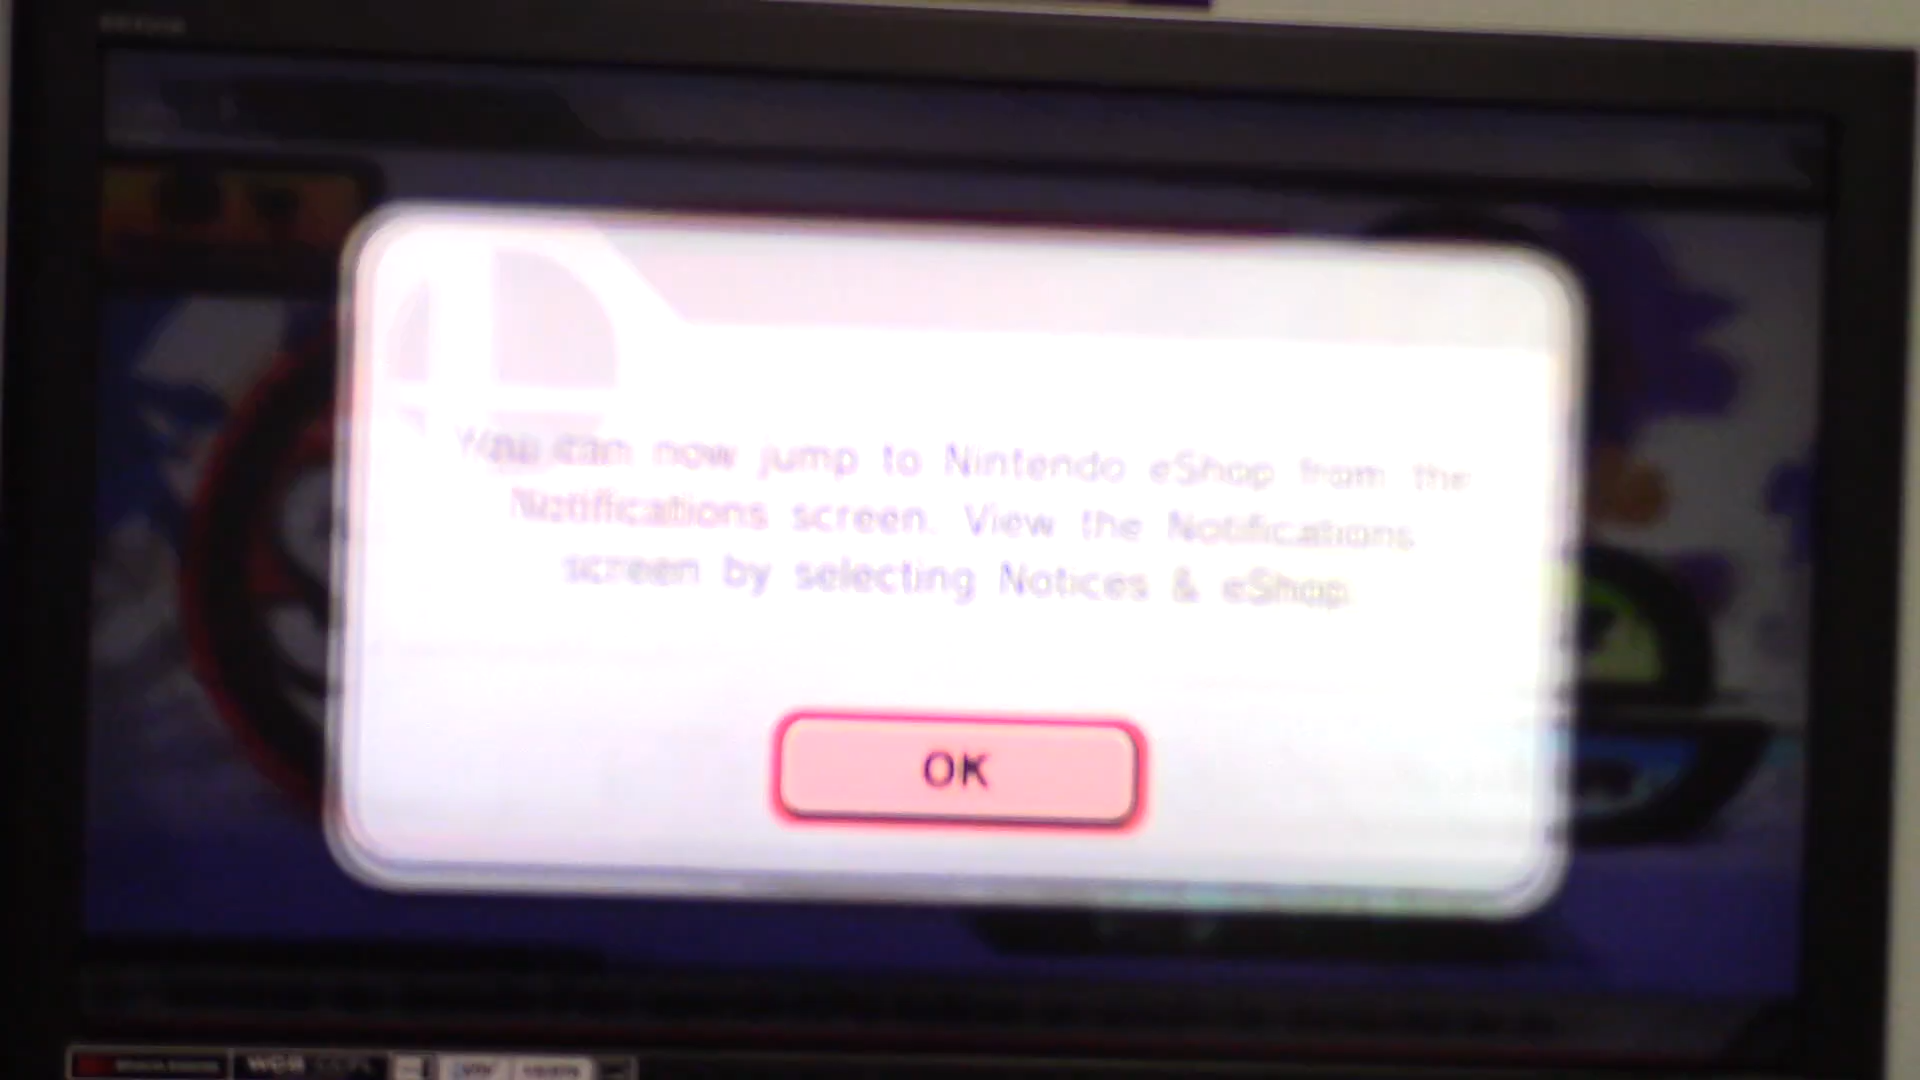 You can now jump to Nintendo eShop from the
Notifications screen. View the Notifications
screen by selecting Notices & eShop.
OK